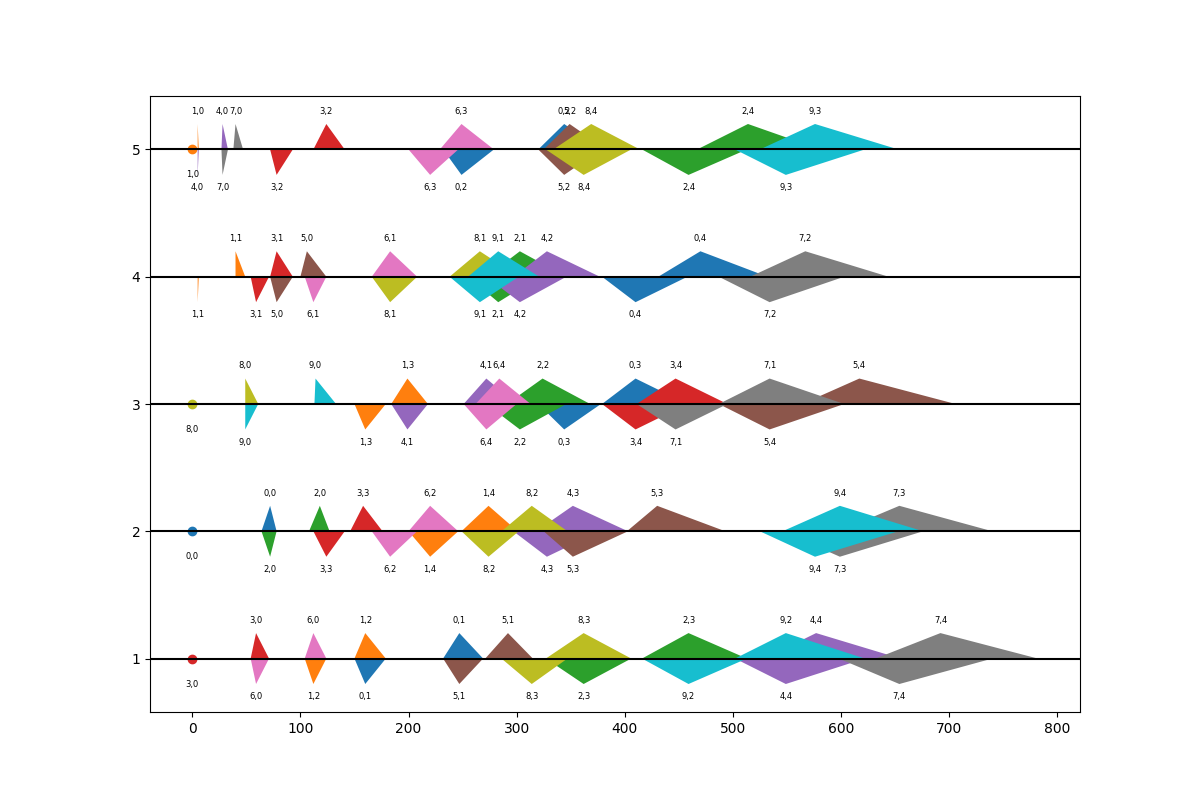 1,0 4,0 7,0 3,2 6,3 0,2 5,2 8,4 2,4 9,3
5
1,0
4,0 7,0 3,2 6,3 0,2 5,2 8,4 2,4 9,3
1,1 3,1 5,0 6,1 8,1 9,1 2,1 4,2 0,4 7,2
4
1,1 3,1 5,0 6,1 8,1 9,1 2,1 4,2 0,4 7,2
8,0 9,0 1,3 4,1 6,4 2,2 0,3 3,4 7,1 5,4
3
8,0
9,0 1,3 4,1 6,4 2,2 0,3 3,4 7,1 5,4
0,0 2,0 3,3 6,2 1,4 8,2 4,3 5,3 9,4 7,3
2
0,0
2,0 3,3 6,2 1,4 8,2 4,3 5,3 9,4 7,3
3,0 6,0 1,2 0,1 5,1 8,3 2,3 9,2 4,4 7,4
1
3,0
6,0 1,2 0,1 5,1 8,3 2,3 9,2 4,4 7,4
0 100 200 300 400 500 600 700 800